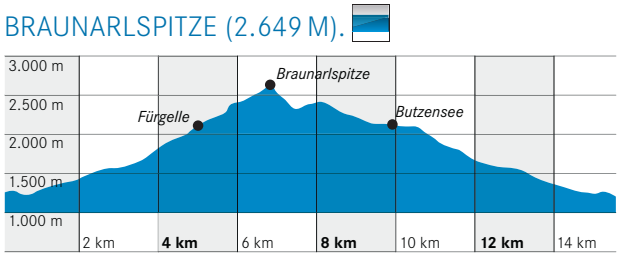 BRAUNARLSPITZE (2.649 M).
3.000 m
Braunarlspitze
2.500 m
Fürgelle
Butzensee
2.000 m
1.500 m
1.000 m
2 km 4 km 6 km 8 km 10 km 12 km 14 km